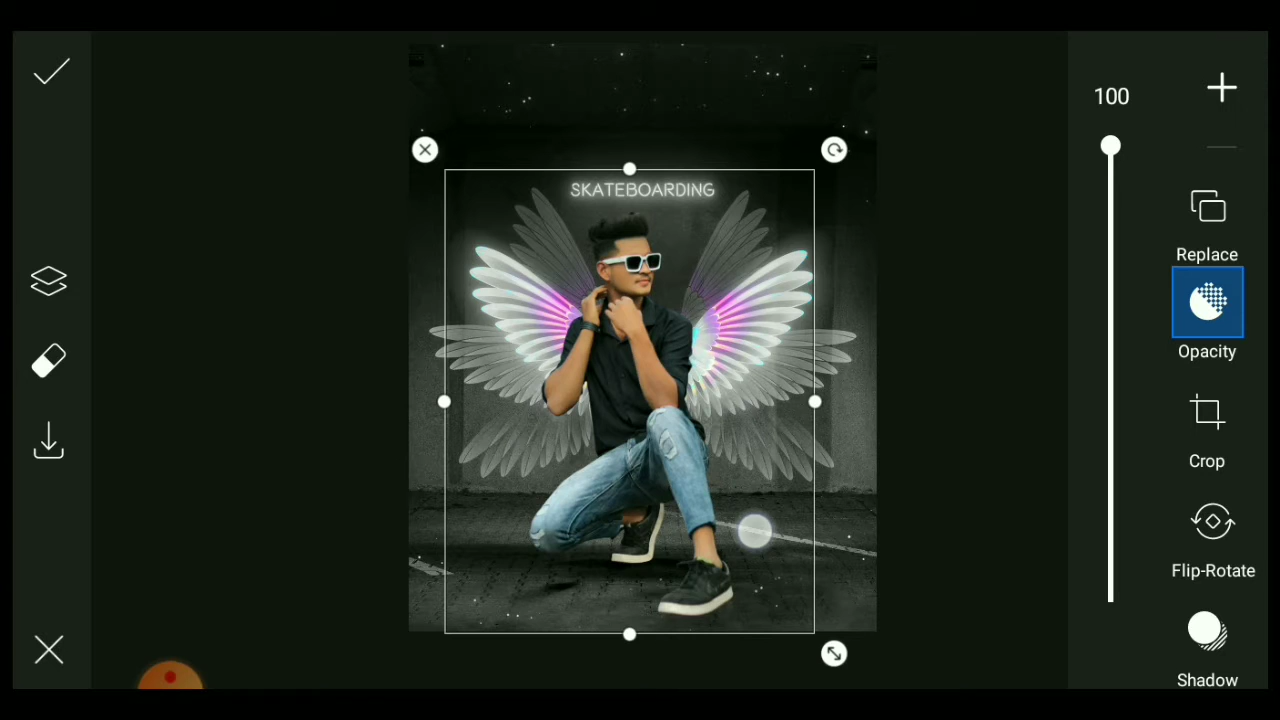 100
SKATEBOARDING
Replace
Opacity
Crop
Flip-Rotate
Shadow